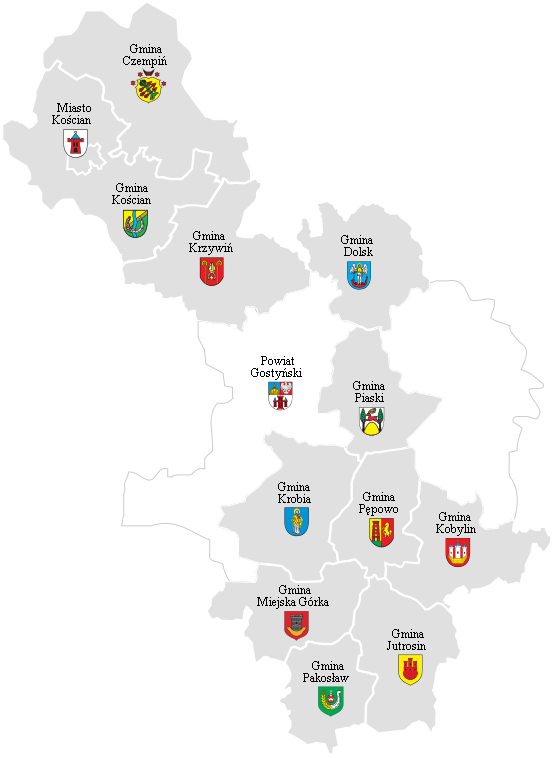 Gmina
Czempiń
Miasto
Kościan
Gmina
Kościan
Gmina
Krzywiń
Gmina
Dolsk
Powiat
Gostyński
Gmina
Piaski
Gmina
Krobia
Gmina
Pępowo
Gmina
Kobylin
Gmina
Miejska Górka
Gmina
Jutrosin
Gmina
Pakosław